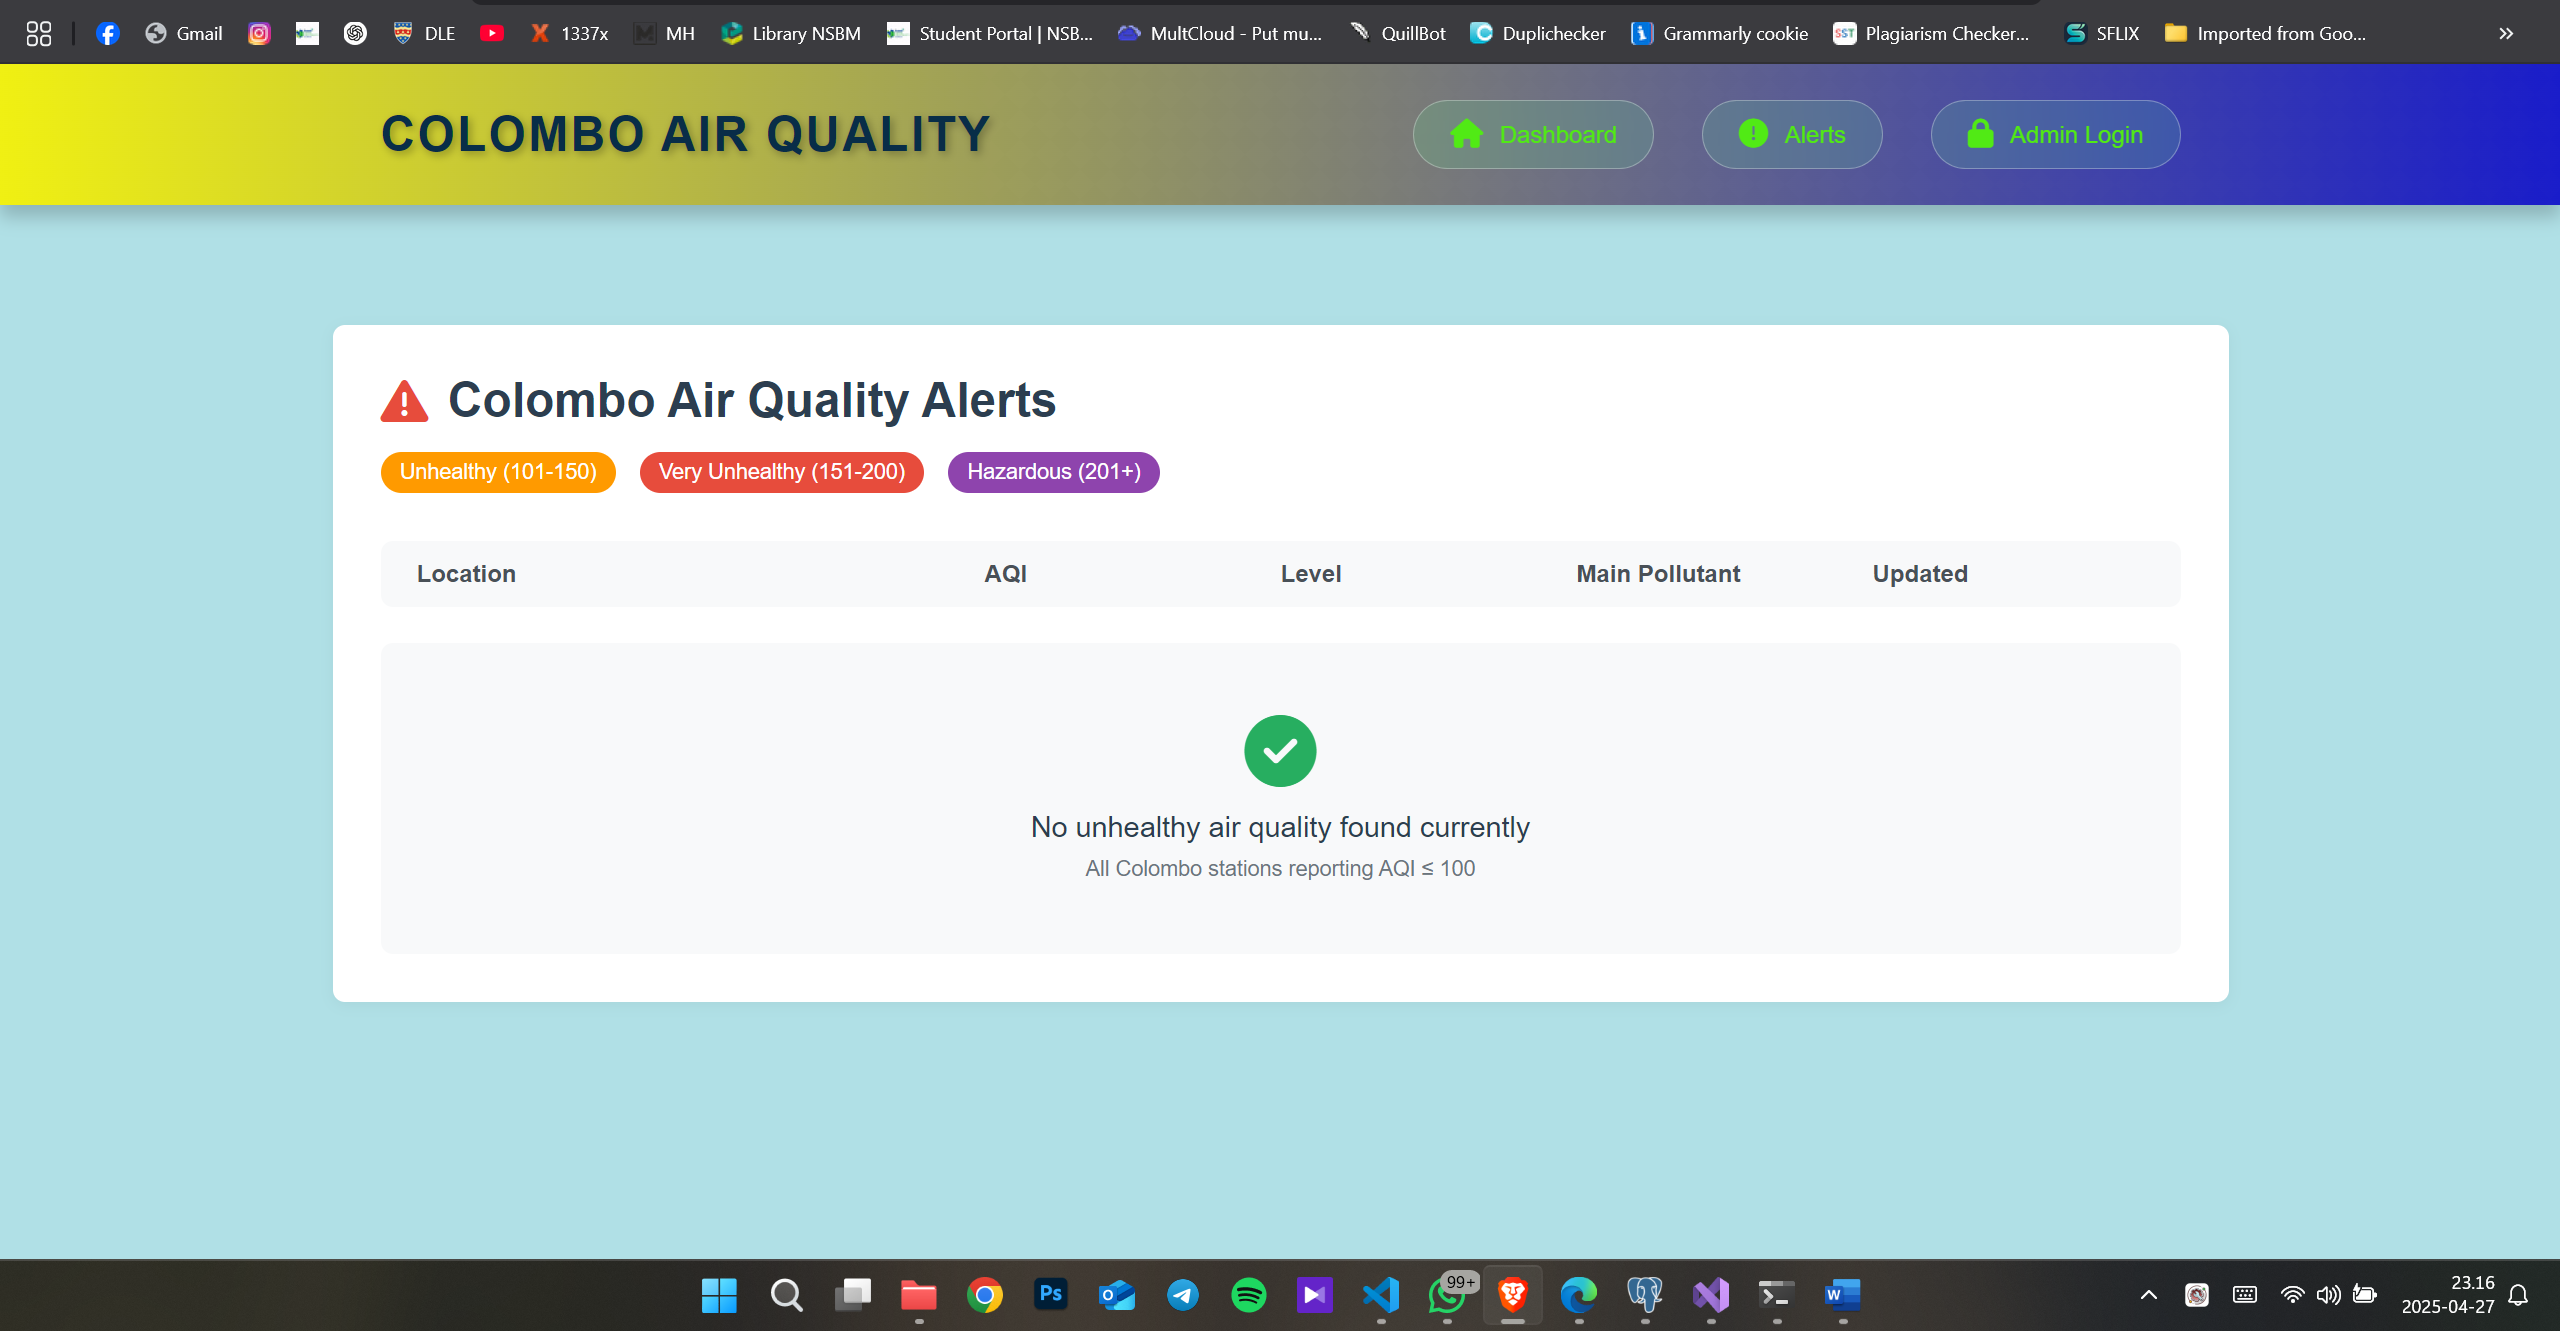 Gmail DLE 1337x MH Library NSBM Student Portal | NSB... MultCloud - Put mu... QuillBot Duplichecker Grammarly cookie SST Plagiarism Checker... SFLIX Imported from Goo...
COLOMBO AIR QUALITY Dashboard Alerts Admin Login
Colombo Air Quality Alerts
Unhealthy (101-150) Very Unhealthy (151-200) Hazardous (201+)
Location AQI Level Main Pollutant Updated
No unhealthy air quality found currently
All Colombo stations reporting AQI ≤ 100
Ps 99+ 23.16
2025-04-27